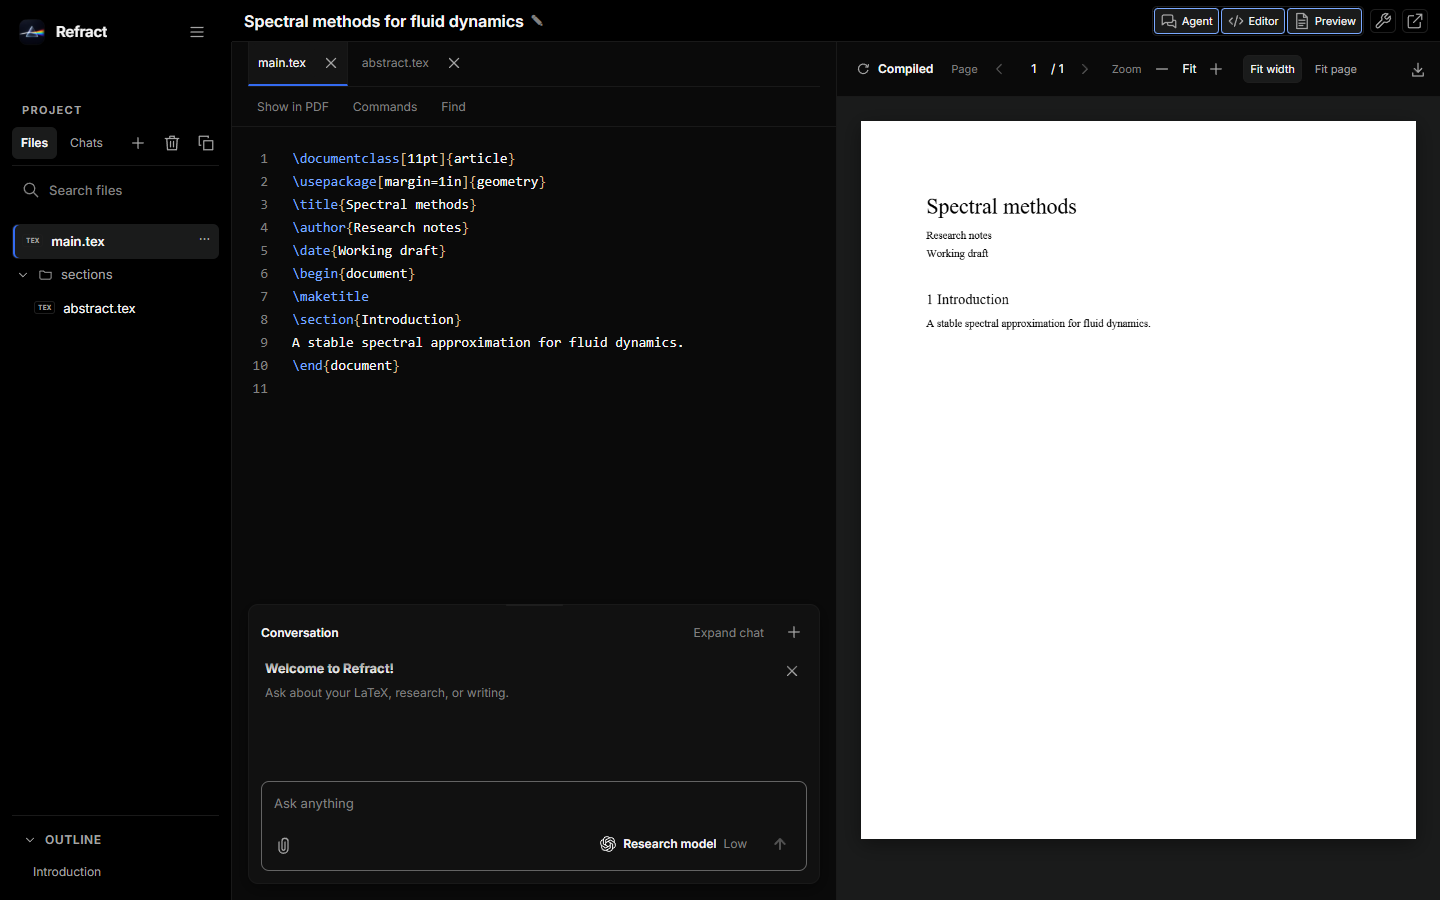 Refract
PROJECT
Files Chats
Search files
TEX main.tex ...
sections
TEX abstract.tex
OUTLINE
Introduction
Spectral methods for fluid dynamics
Agent Editor Preview
main.tex abstract.tex
Show in PDF Commands Find
1 \documentclass[11pt]{article}
2 \usepackage[margin=1in]{geometry}
3 \title{Spectral methods}
4 \author{Research notes}
5 \date{Working draft}
6 \begin{document}
7 \maketitle
8 \section{Introduction}
9 A stable spectral approximation for fluid dynamics.
10 \end{document}
11
Conversation Expand chat
Welcome to Refract!
Ask about your LaTeX, research, or writing.
Ask anything
Research model Low
Compiled Page 1 / 1 Zoom Fit Fit width Fit page
Spectral methods
Research notes
Working draft
1 Introduction
A stable spectral approximation for fluid dynamics.